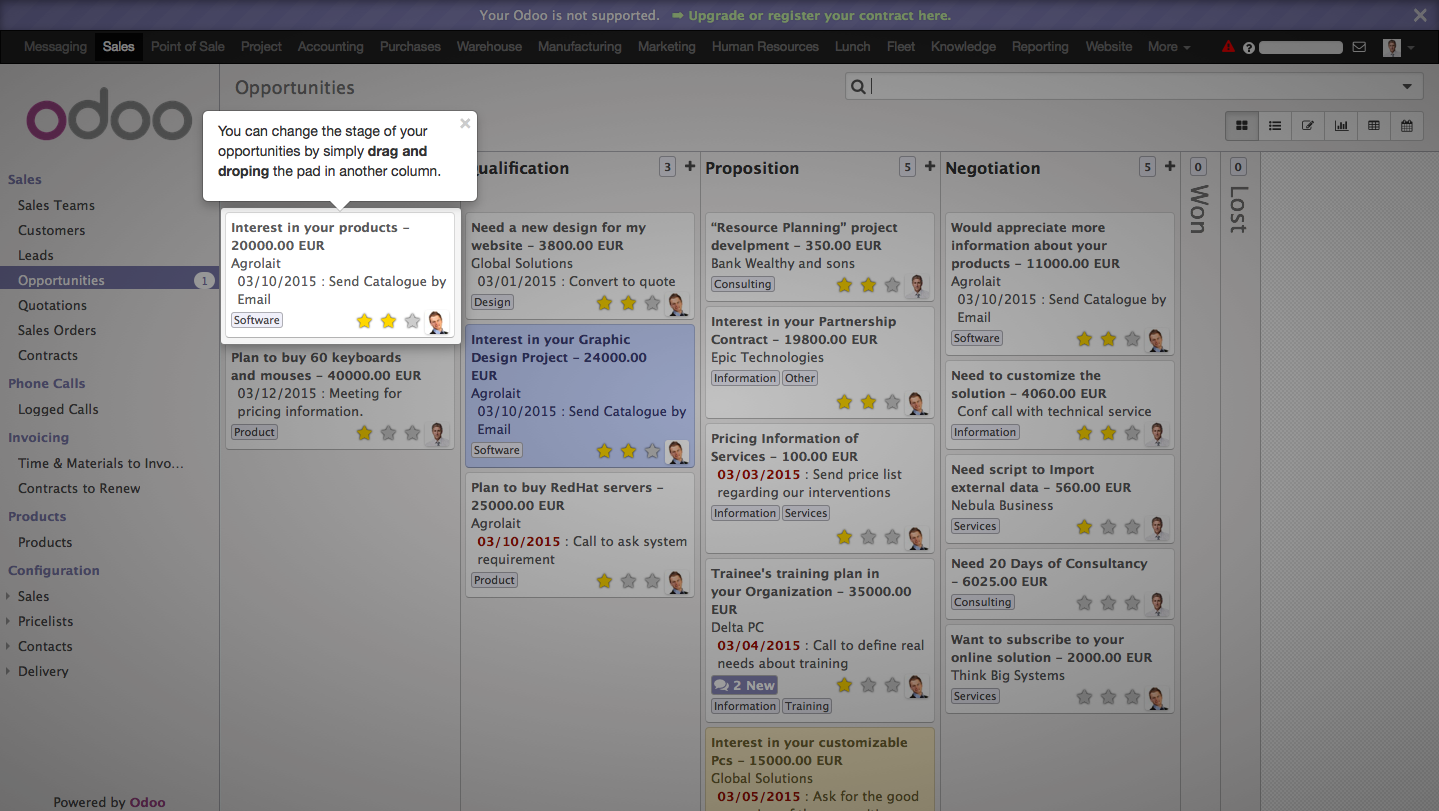 Your Odoo is not supported. ➡ Upgrade or register your contract here. ×
Messaging Sales Point of Sale Project Accounting Purchases Warehouse Manufacturing Marketing Human Resources Lunch Fleet Knowledge Reporting Website More
odoo
Sales
Sales Teams
Customers
Leads
Opportunities 1
Quotations
Sales Orders
Contracts
Phone Calls
Logged Calls
Invoicing
Time & Materials to Invo...
Contracts to Renew
Products
Products
Configuration
Sales
Pricelists
Contacts
Delivery
Powered by Odoo
Opportunities
You can change the stage of your
opportunities by simply drag and
droping the pad in another column.
×
Interest in your products –
20000.00 EUR
Agrolait
03/10/2015 : Send Catalogue by
Email
Software
Plan to buy 60 keyboards
and mouses – 40000.00 EUR
03/12/2015 : Meeting for
pricing information.
Product
ualification 3 +
Need a new design for my
website – 3800.00 EUR
Global Solutions
03/01/2015 : Convert to quote
Design
Interest in your Graphic
Design Project – 24000.00
EUR
Agrolait
03/10/2015 : Send Catalogue by
Email
Software
Plan to buy RedHat servers –
25000.00 EUR
Agrolait
03/10/2015 : Call to ask system
requirement
Product
Proposition 5 +
“Resource Planning" project
develpment – 350.00 EUR
Bank Wealthy and sons
Consulting
Interest in your Partnership
Contract – 19800.00 EUR
Epic Technologies
Information Other
Pricing Information of
Services – 100.00 EUR
03/03/2015 : Send price list
regarding our interventions
Information Services
Trainee's training plan in
your Organization – 35000.00
EUR
Delta PC
03/04/2015 : Call to define real
needs about training
2 New
Information Training
Interest in your customizable
Pcs – 15000.00 EUR
Global Solutions
03/05/2015 : Ask for the good
Negotiation 5 +
Would appreciate more
information about your
products – 11000.00 EUR
Agrolait
03/10/2015 : Send Catalogue by
Email
Software
Need to customize the
solution – 4060.00 EUR
Conf call with technical service
Information
Need script to Import
external data – 560.00 EUR
Nebula Business
Services
Need 20 Days of Consultancy
– 6025.00 EUR
Consulting
Want to subscribe to your
online solution – 2000.00 EUR
Think Big Systems
Services
0
Won
0
Lost